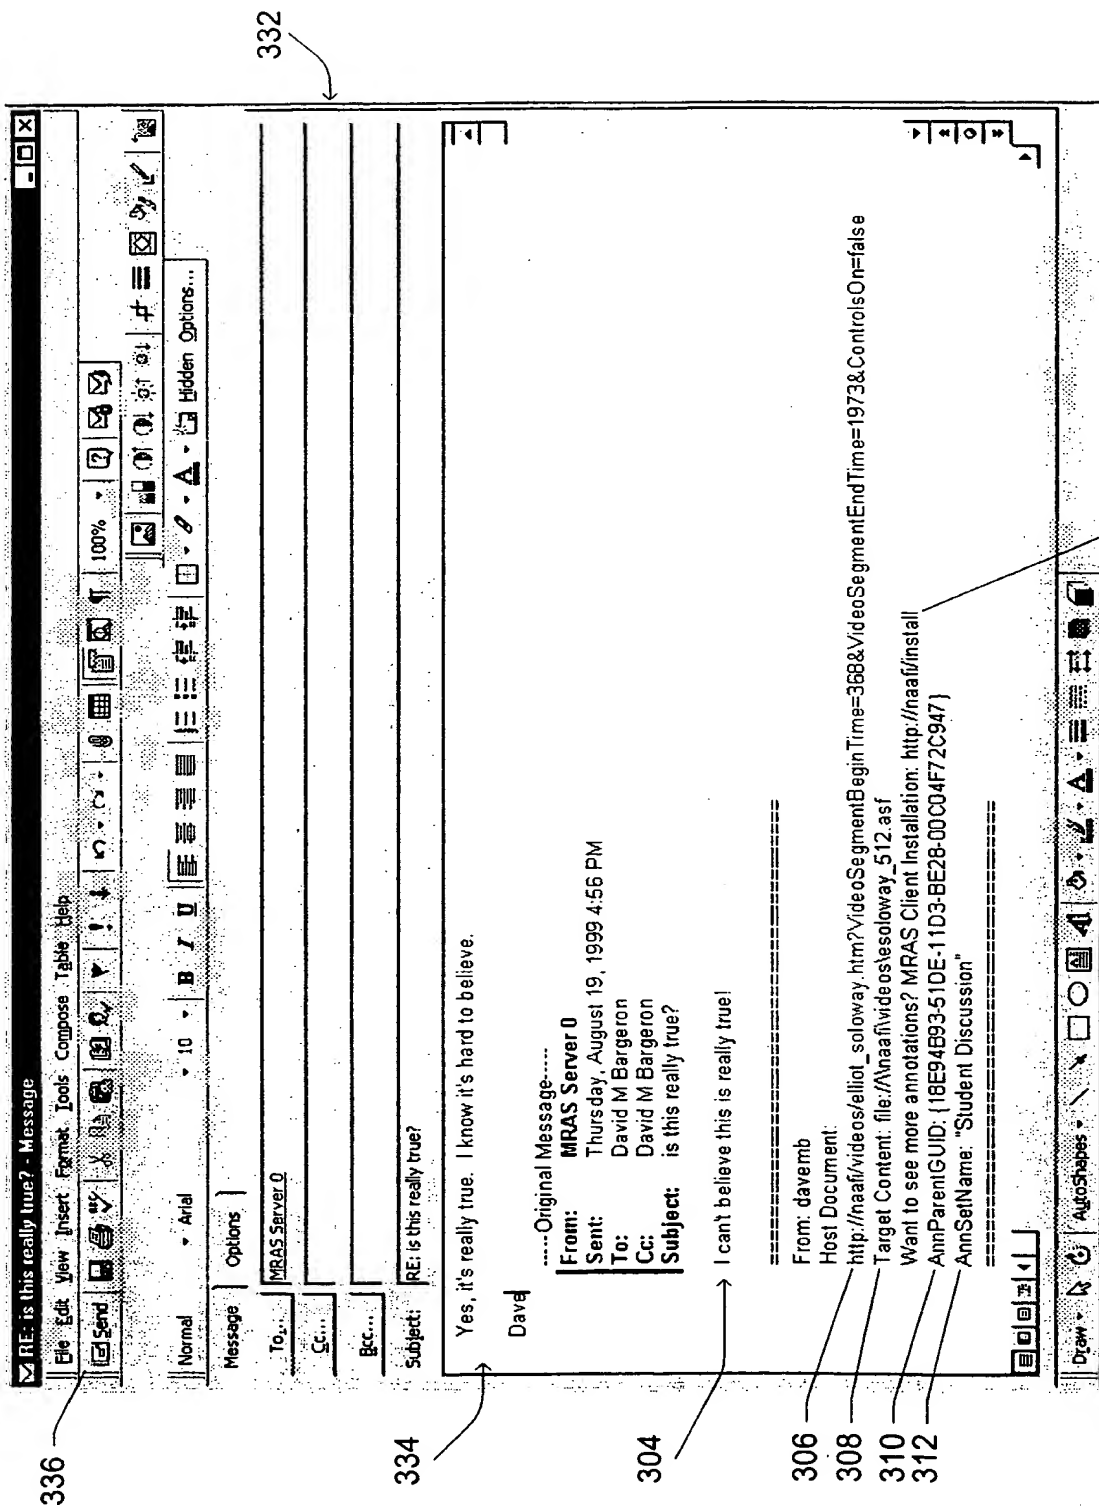 RE: is this really true? - Message
File Edit View Insert Format Tools Compose Table Help
Send
100%
Normal Arial 10 B I U Hidden Options...
Message Options
To... MRAS Server 0
Cc...
Bcc...
Subject: RE: is this really true?
Yes, it's really true. I know it's hard to believe.
Dave
-----Original Message-----
From: MRAS Server 0
Sent: Thursday, August 19, 1999 4:56 PM
To: David M Bargeron
Cc: David M Bargeron
Subject: is this really true?
I can't believe this is really true!
From: davemb
Host Document:
http://naafi/videos/elliot_soloway.htm?VideoSegmentBeginTime=368&VideoSegmentEndTime=1973&ControlsOn=false
Target Content: file://\\naafi\videos\esoloway_512.asf
Want to see more annotations? MRAS Client Installation: http://naafi/install
AnnParentGUID: {18E94B93-51DE-11D3-BE28-00C04F72C947}
AnnSetName: "Student Discussion"
Draw AutoShapes
336
332
334
304
306
308
310
312